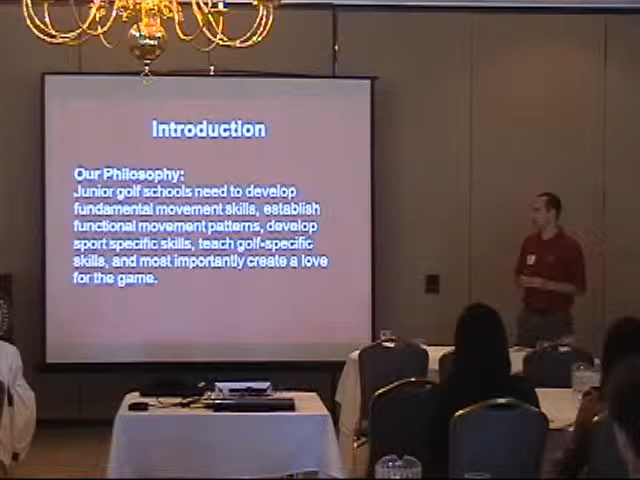 Introduction
Our Philosophy:
Junior golf schools need to develop
fundamental movement skills, establish
functional movement patterns, develop
sport specific skills, teach golf-specific
skills, and most importantly create a love
for the game.